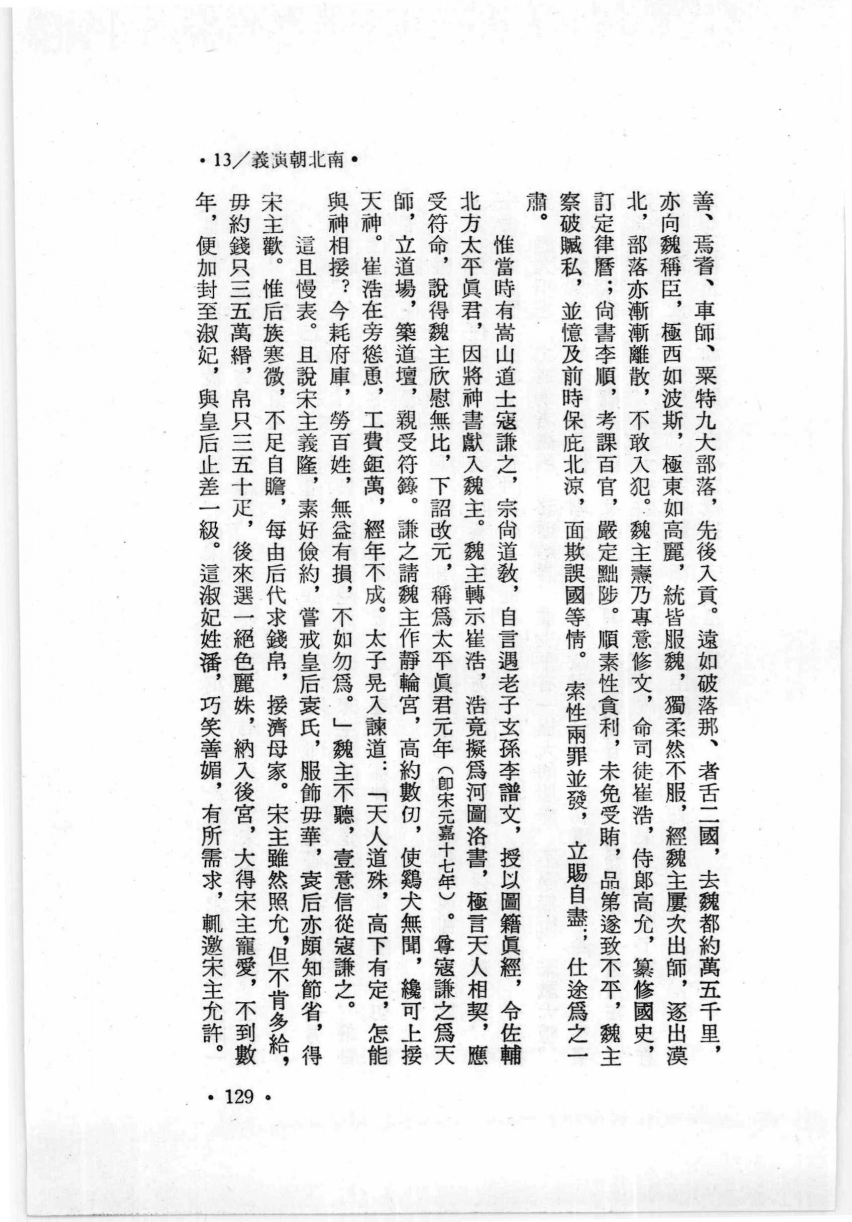 •13/義演朝北南•
善、焉耆、車師、粟特九大部落，先後入貢。遠如破落那、者舌二國，去魏都約萬五千里，
亦向魏稱臣，極西如波斯，極東如高麗，統皆服魏，獨柔然不服，經魏主屢次出師，逐出漠
北，部落亦漸漸離散，不敢入犯。魏主燾乃專意修文，命司徒崔浩，侍郎高允，纂修國史，
訂定律曆；尙書李順，考課百官，嚴定黜陟。順素性貪利，未免受賄，品第遂致不平，魏主
察破贓私，並憶及前時保庇北涼，面欺誤國等情。索性兩罪並發，立賜自盡；仕途爲之一
肅。
惟當時有嵩山道士寇謙之，宗尙道教，自言遇老子玄孫李譜文，授以圖籍眞經，令佐輔
北方太平眞君，因將神書獻入魏主。魏主轉示崔浩，浩竟擬爲河圖洛書，極言天人相契，應
受符命，說得魏主欣慰無比，下詔改元，稱爲太平眞君元年（卽宋元嘉十七年）。尊寇謙之爲天
師，立道場，築道壇，親受符籙。謙之請魏主作靜輪宮，高約數仞，使鷄犬無聞，纔可上接
天神。崔浩在旁慫恿，工費鉅萬，經年不成。太子晃入諫道：「天人道殊，高下有定，怎能
與神相接？今耗府庫，勞百姓，無益有損，不如勿爲。」魏主不聽，壹意信從寇謙之。
這且慢表。且說宋主義隆，素好儉約，嘗戒皇后袁氏，服飾毋華，袁后亦頗知節省，得
宋主歡。惟后族寒微，不足自贍，每由后代求錢帛，接濟母家。宋主雖然照允，但不肯多給，
毋約錢只三五萬緡，帛只三五十疋，後來選一絕色麗姝，納入後宮，大得宋主寵愛，不到數
年，便加封至淑妃，與皇后止差一級。這淑妃姓潘，巧笑善媚，有所需求，輒邀宋主允許。
•129•